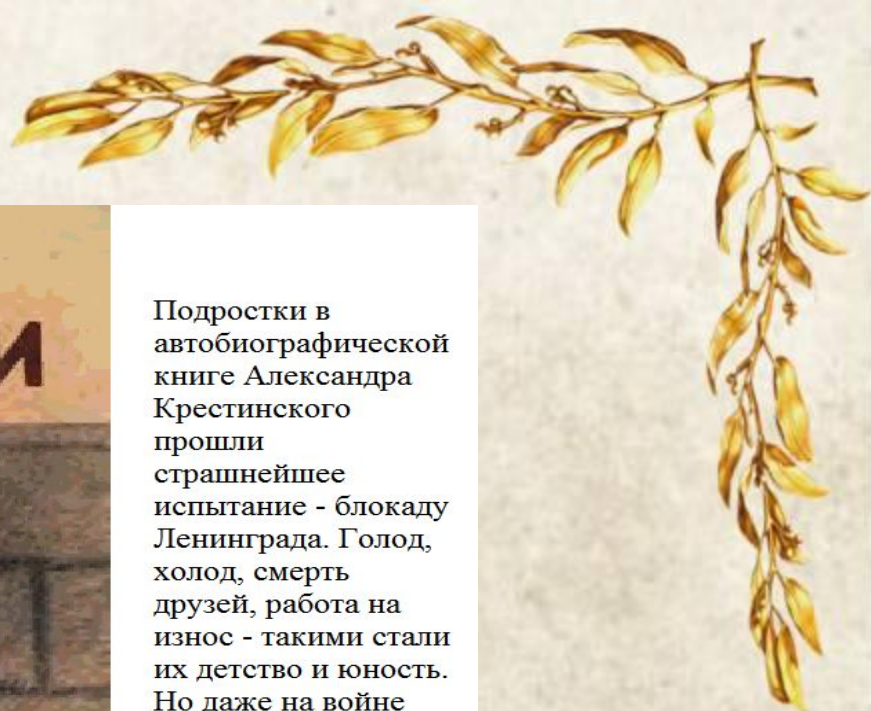 Подростки в
автобиографической
книге Александра
Крестинского
прошли
страшнейшее
испытание - блокаду
Ленинграда. Голод,
холод, смерть
друзей, работа на
износ - такими стали
их детство и юность.
Но даже на войне